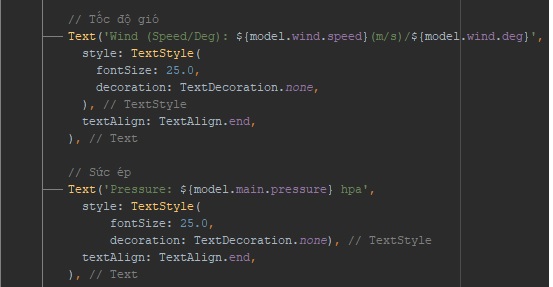 // Tốc độ gió
Text('Wind (Speed/Deg): ${model.wind.speed}(m/s)/${model.wind.deg}',
style: TextStyle(
fontSize: 25.0,
decoration: TextDecoration.none,
), // TextStyle
textAlign: TextAlign.end,
), // Text
// Sức ép
Text('Pressure: ${model.main.pressure} hpa',
style: TextStyle(
fontSize: 25.0,
decoration: TextDecoration.none), // TextStyle
textAlign: TextAlign.end,
), // Text